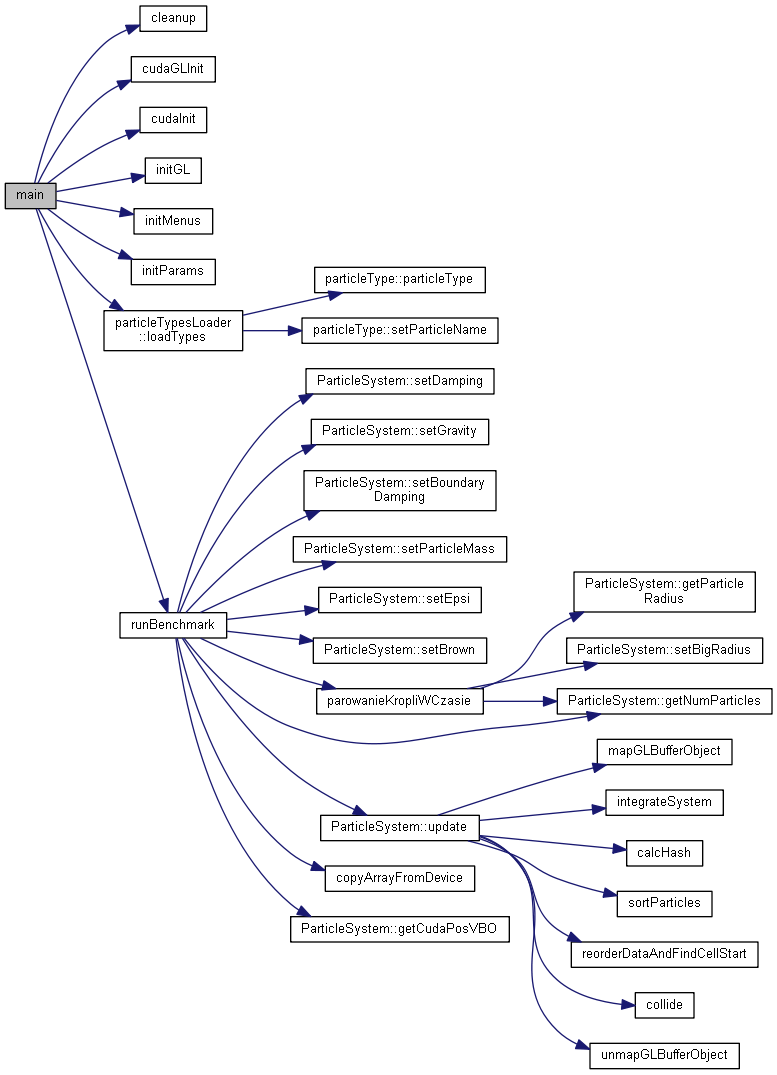 cleanup
cudaGLInit
cudaInit
initGL
main
initMenus
initParams
particleType::particleType
particleTypesLoader
::loadTypes
particleType::setParticleName
ParticleSystem::setDamping
ParticleSystem::setGravity
ParticleSystem::setBoundary
Damping
ParticleSystem::setParticleMass
ParticleSystem::getParticle
Radius
ParticleSystem::setEpsi
runBenchmark
ParticleSystem::setBrown
ParticleSystem::setBigRadius
parowanieKropliWCzasie
ParticleSystem::getNumParticles
mapGLBufferObject
integrateSystem
ParticleSystem::update
calcHash
copyArrayFromDevice
sortParticles
ParticleSystem::getCudaPosVBO
reorderDataAndFindCellStart
collide
unmapGLBufferObject